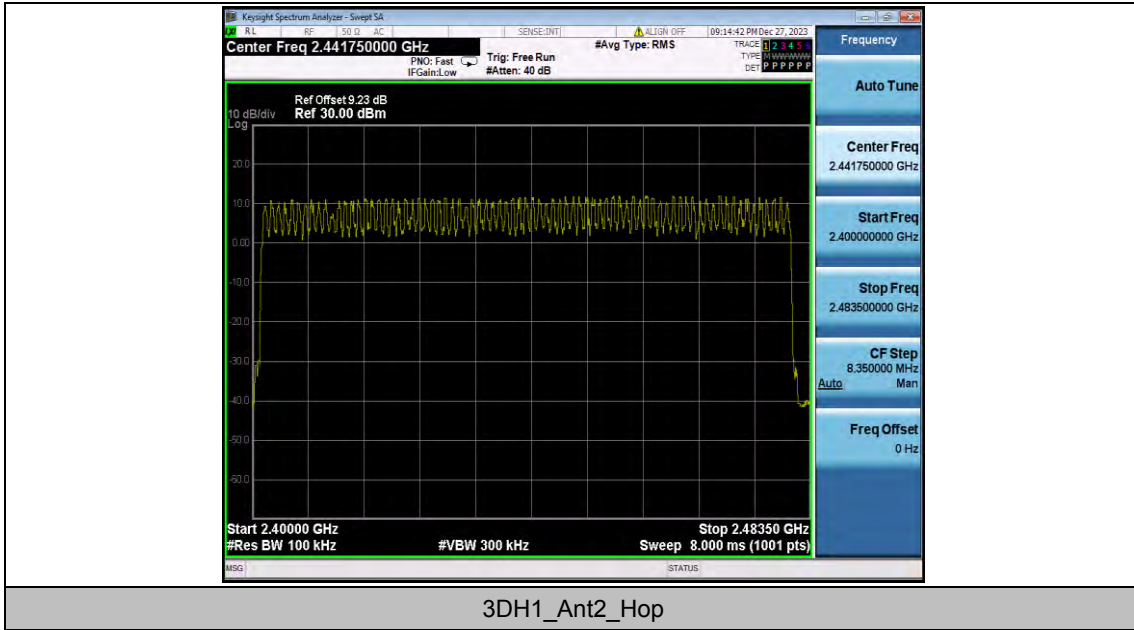 Keysight Spectrum Analyzer - Swept SA
RL RF 50 Ω AC SENSE:INT ALIGN OFF 09:14:42 PM Dec 27, 2023
Center Freq 2.441750000 GHz #Avg Type: RMS TRACE 1 2 3 4 5 6
PNO: Fast Trig: Free Run TYPE M WWWWW
IFGain:Low #Atten: 40 dB DET P P P P P P
Ref Offset 9.23 dB
10 dB/div Ref 30.00 dBm
Log
20.0
10.0
0.00
-10.0
-20.0
-30.0
-40.0
-50.0
-60.0
Start 2.40000 GHz Stop 2.48350 GHz
#Res BW 100 kHz #VBW 300 kHz Sweep 8.000 ms (1001 pts)
MSG STATUS
Frequency
Auto Tune
Center Freq
2.441750000 GHz
Start Freq
2.400000000 GHz
Stop Freq
2.483500000 GHz
CF Step
8.350000 MHz
Auto Man
Freq Offset
0 Hz
3DH1_Ant2_Hop